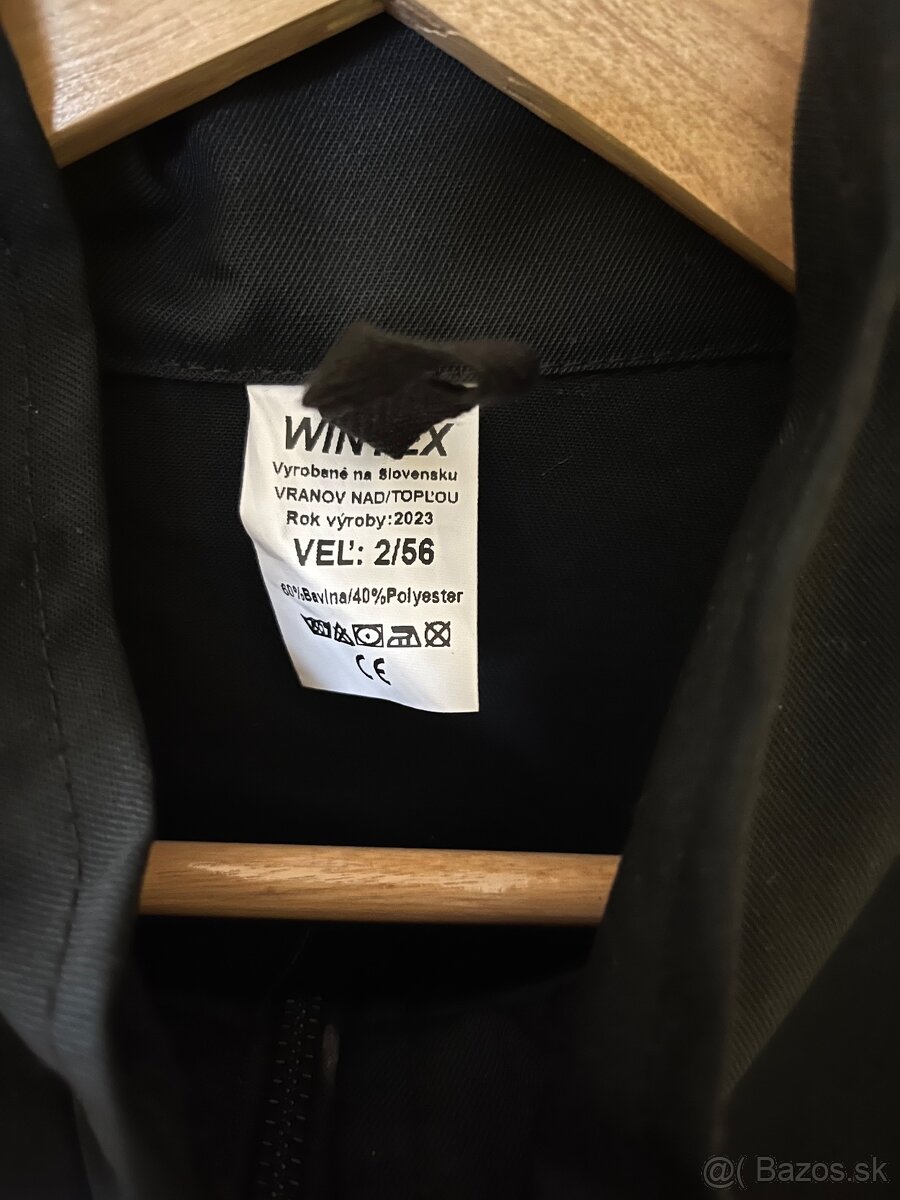 Vyrobené na Slovensku
VRANOV NAD/TOPĽOU
Rok výroby:2023
VEĽ: 2/56
60%Bavlna/40%Polyester
CE
@( Bazos.sk